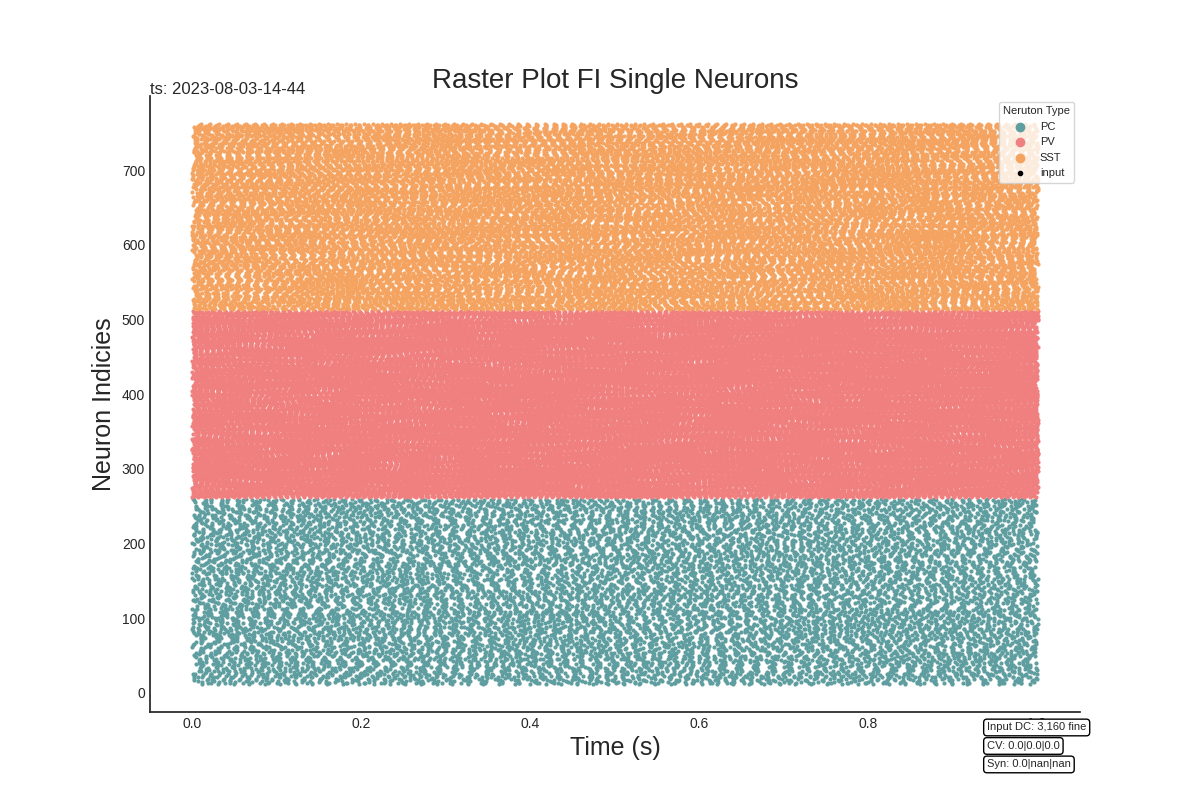 Raster Plot FI Single Neurons
ts: 2023-08-03-14-44
Neruton Type
PC
PV
SST
input
Neuron Indicies
700
600
500
400
300
200
100
0
0.0 0.2 0.4 0.6 0.8
Time (s)
Input DC: 3,160 fine
CV: 0.0|0.0|0.0
Syn: 0.0|nan|nan